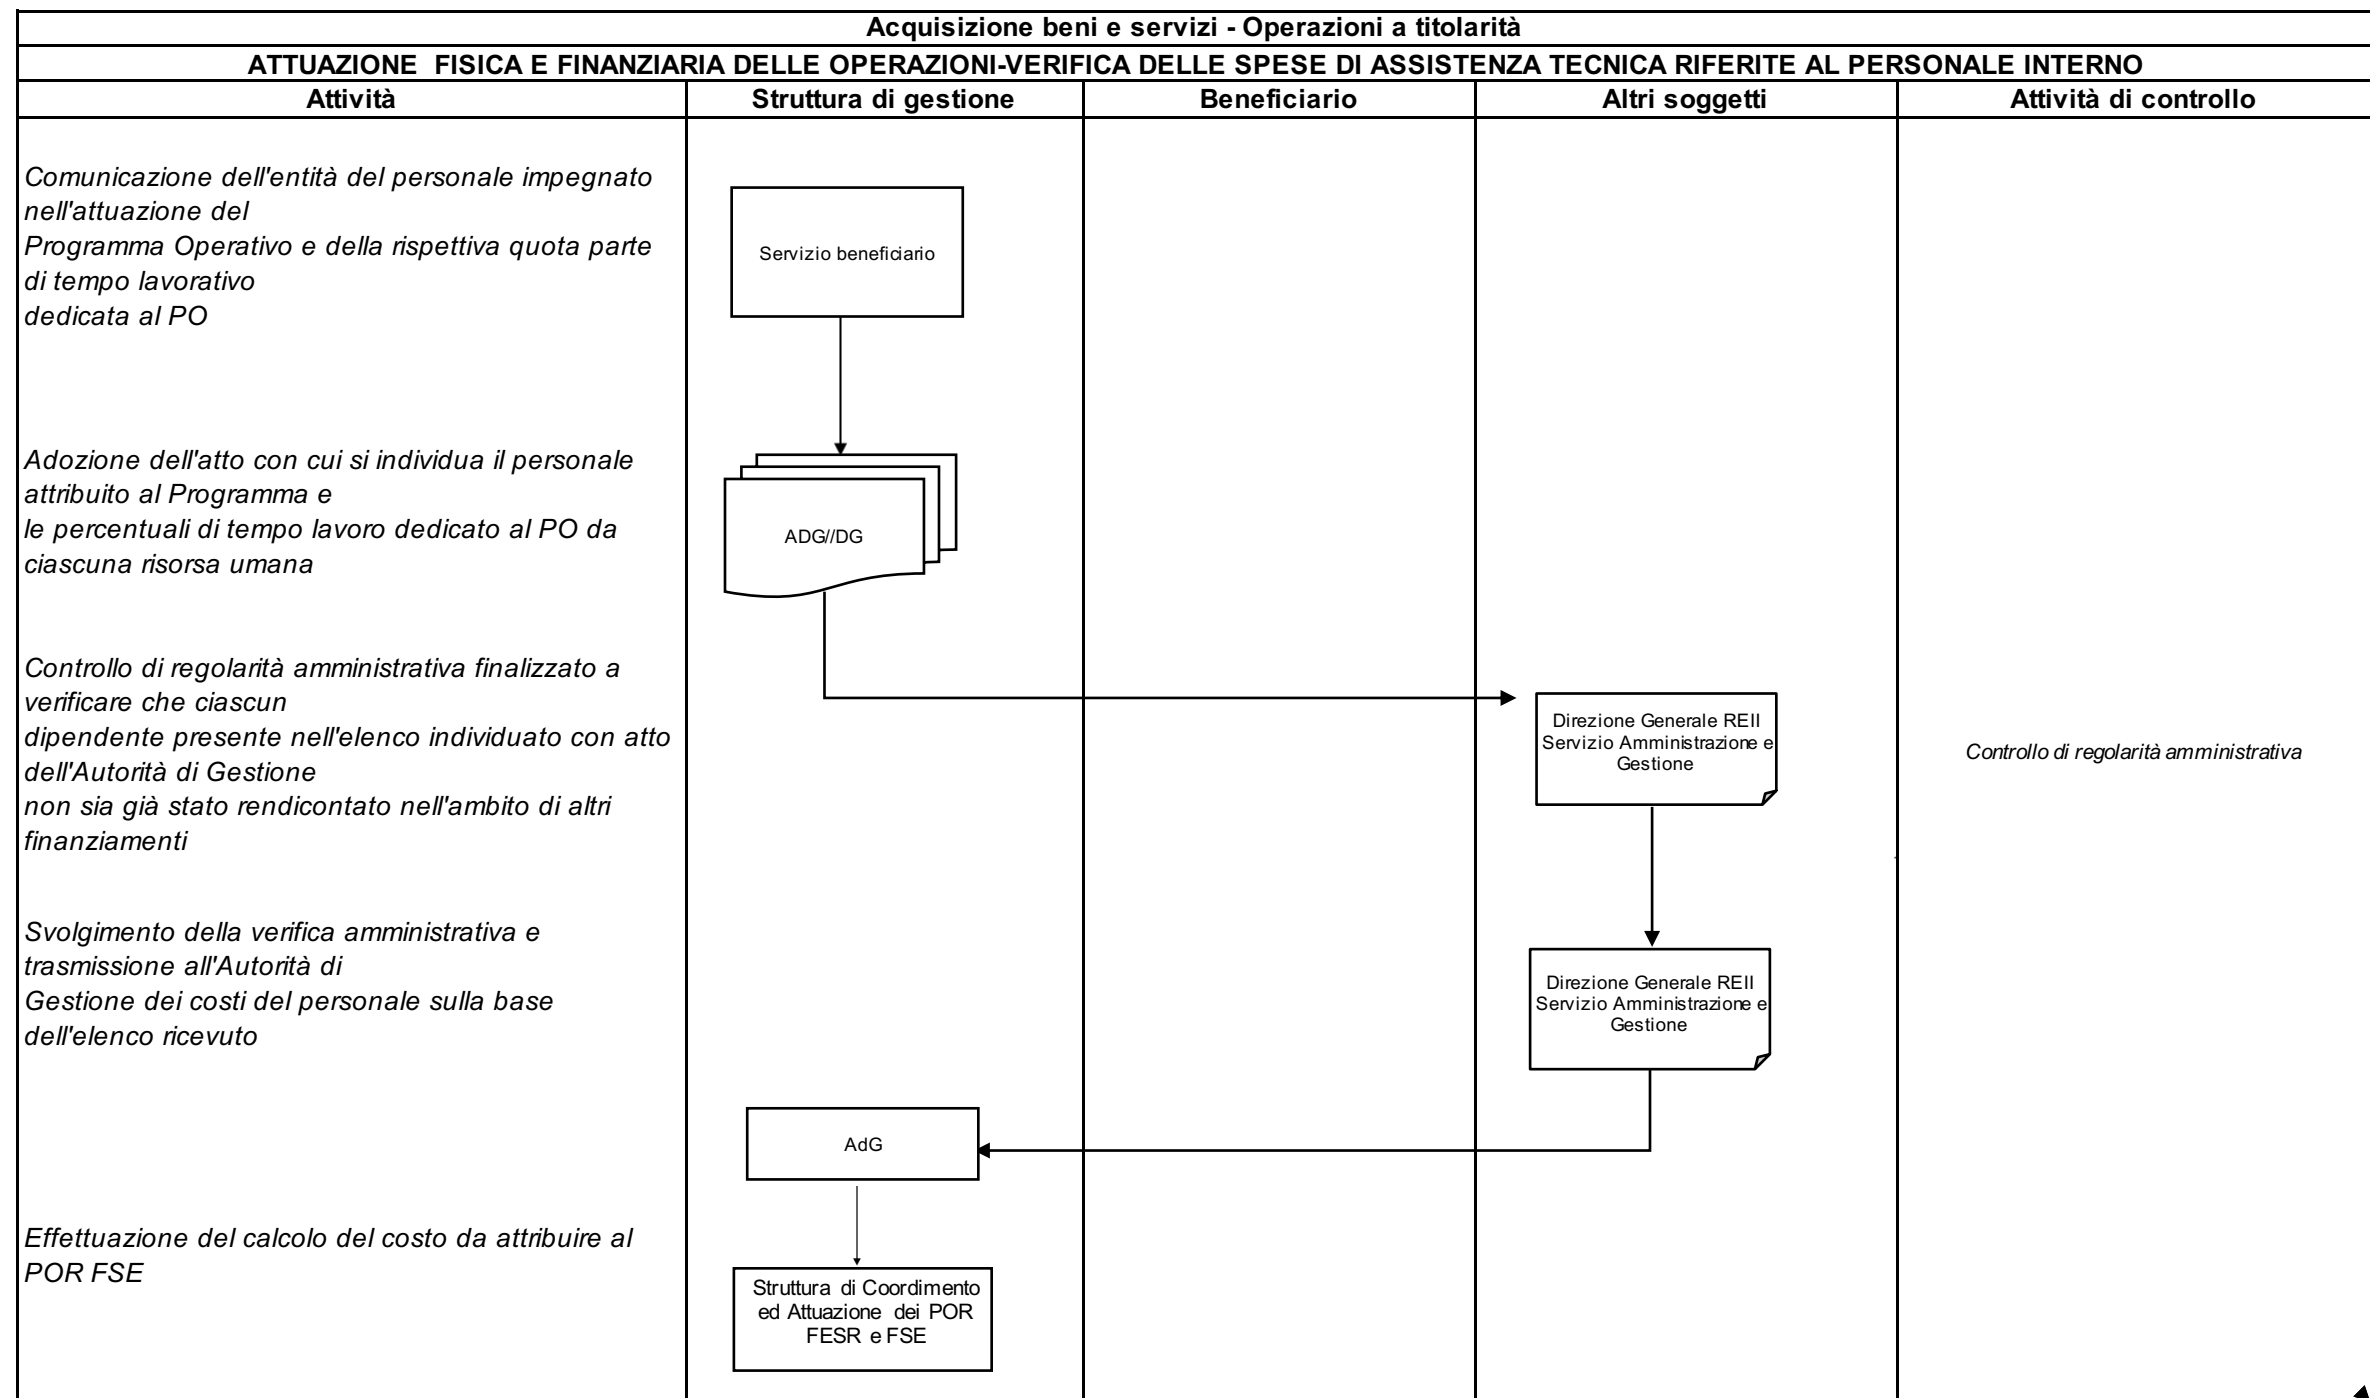 Acquisizione beni e servizi - Operazioni a titolarità
ATTUAZIONE FISICA E FINANZIARIA DELLE OPERAZIONI-VERIFICA DELLE SPESE DI ASSISTENZA TECNICA RIFERITE AL PERSONALE INTERNO
Attività
Struttura di gestione
Beneficiario
Altri soggetti
Attività di controllo
Comunicazione dell'entità del personale impegnato
nell'attuazione del
Programma Operativo e della rispettiva quota parte
di tempo lavorativo
dedicata al PO
Servizio beneficiario
Adozione dell'atto con cui si individua il personale
attribuito al Programma e
le percentuali di tempo lavoro dedicato al PO da
ciascuna risorsa umana
ADG//DG
Controllo di regolarità amministrativa finalizzato a
verificare che ciascun
dipendente presente nell'elenco individuato con atto
dell'Autorità di Gestione
non sia già stato rendicontato nell'ambito di altri
finanziamenti
Direzione Generale REII
Servizio Amministrazione e
Gestione
Controllo di regolarità amministrativa
Svolgimento della verifica amministrativa e
trasmissione all'Autorità di
Gestione dei costi del personale sulla base
dell'elenco ricevuto
Direzione Generale REII
Servizio Amministrazione e
Gestione
AdG
Effettuazione del calcolo del costo da attribuire al
POR FSE
Struttura di Coordimento
ed Attuazione dei POR
FESR e FSE